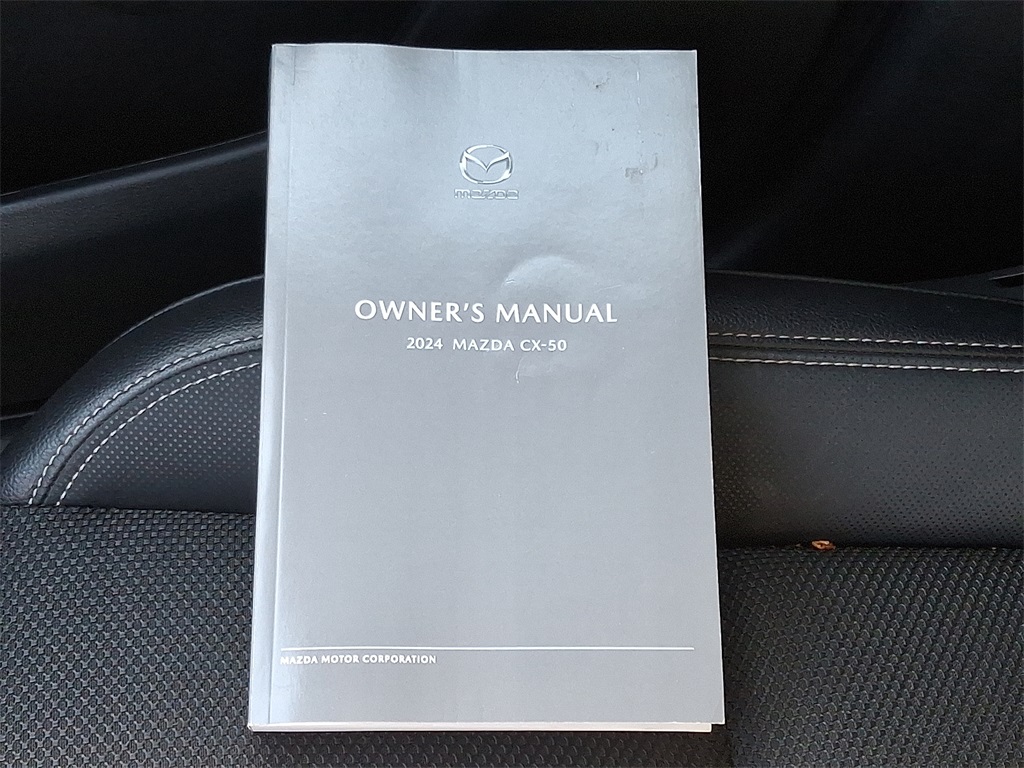 mazda
OWNER'S MANUAL
2024 MAZDA CX-50
MAZDA MOTOR CORPORATION